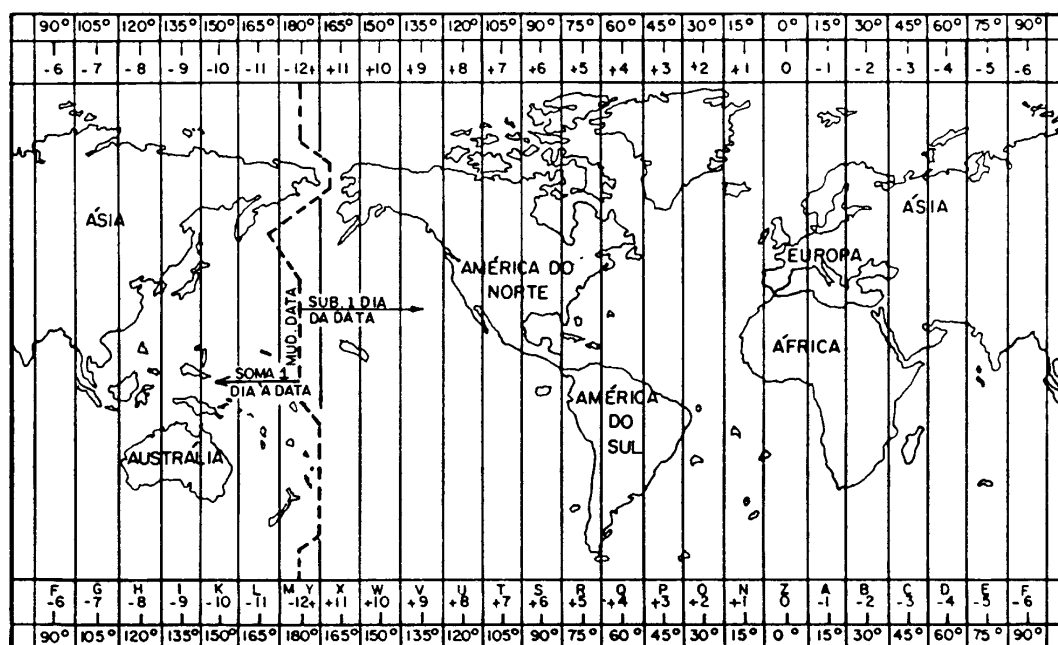 90° 105° 120° 135° 150° 165° 180° 165° 150° 135° 120° 105° 90° 75° 60° 45° 30° 15° 0° 15° 30° 45° 60° 75° 90°
-6 -7 -8 -9 -10 -11 -12+ +11 +10 +9 +8 +7 +6 +5 +4 +3 +2 +1 0 -1 -2 -3 -4 -5 -6
ÁSIA
ÁSIA
EUROPA
AMÉRICA DO
NORTE
MUD. DATA
SUB. 1 DIA
DA DATA
ÁFRICA
SOMA 1
DIA A DATA
AMÉRICA
DO
SUL
AUSTRÁLIA
F G H I K L M Y X W V U T S R Q P O N Z A B C D E F
-6 -7 -8 -9 -10 -11 -12+ +11 +10 +9 +8 +7 +6 +5 +4 +3 +2 +1 0 -1 -2 -3 -4 -5 -6
90° 105° 120° 135° 150° 165° 180° 165° 150° 135° 120° 105° 90° 75° 60° 45° 30° 15° 0° 15° 30° 45° 60° 75° 90°